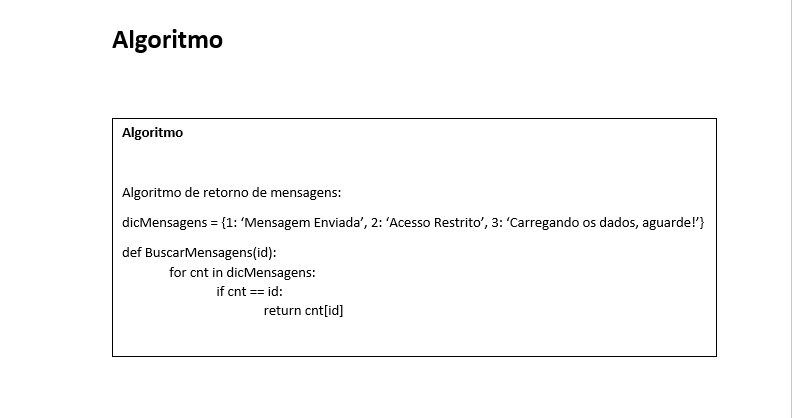 Algoritmo
Algoritmo
Algoritmo de retorno de mensagens:
dicMensagens = {1: ‘Mensagem Enviada’, 2: ‘Acesso Restrito’, 3: ‘Carregando os dados, aguarde!’}
def BuscarMensagens(id):
for cnt in dicMensagens:
if cnt == id:
return cnt[id]